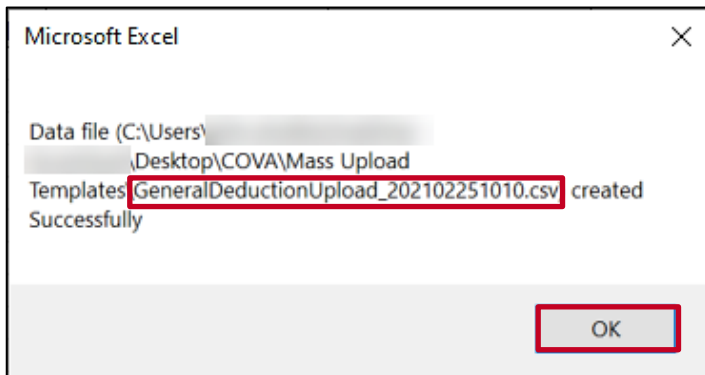 Microsoft Excel
Data file (C:\Users\
\Desktop\COVA\Mass Upload
Templates\GeneralDeductionUpload_202102251010.csv) created
Successfully
OK